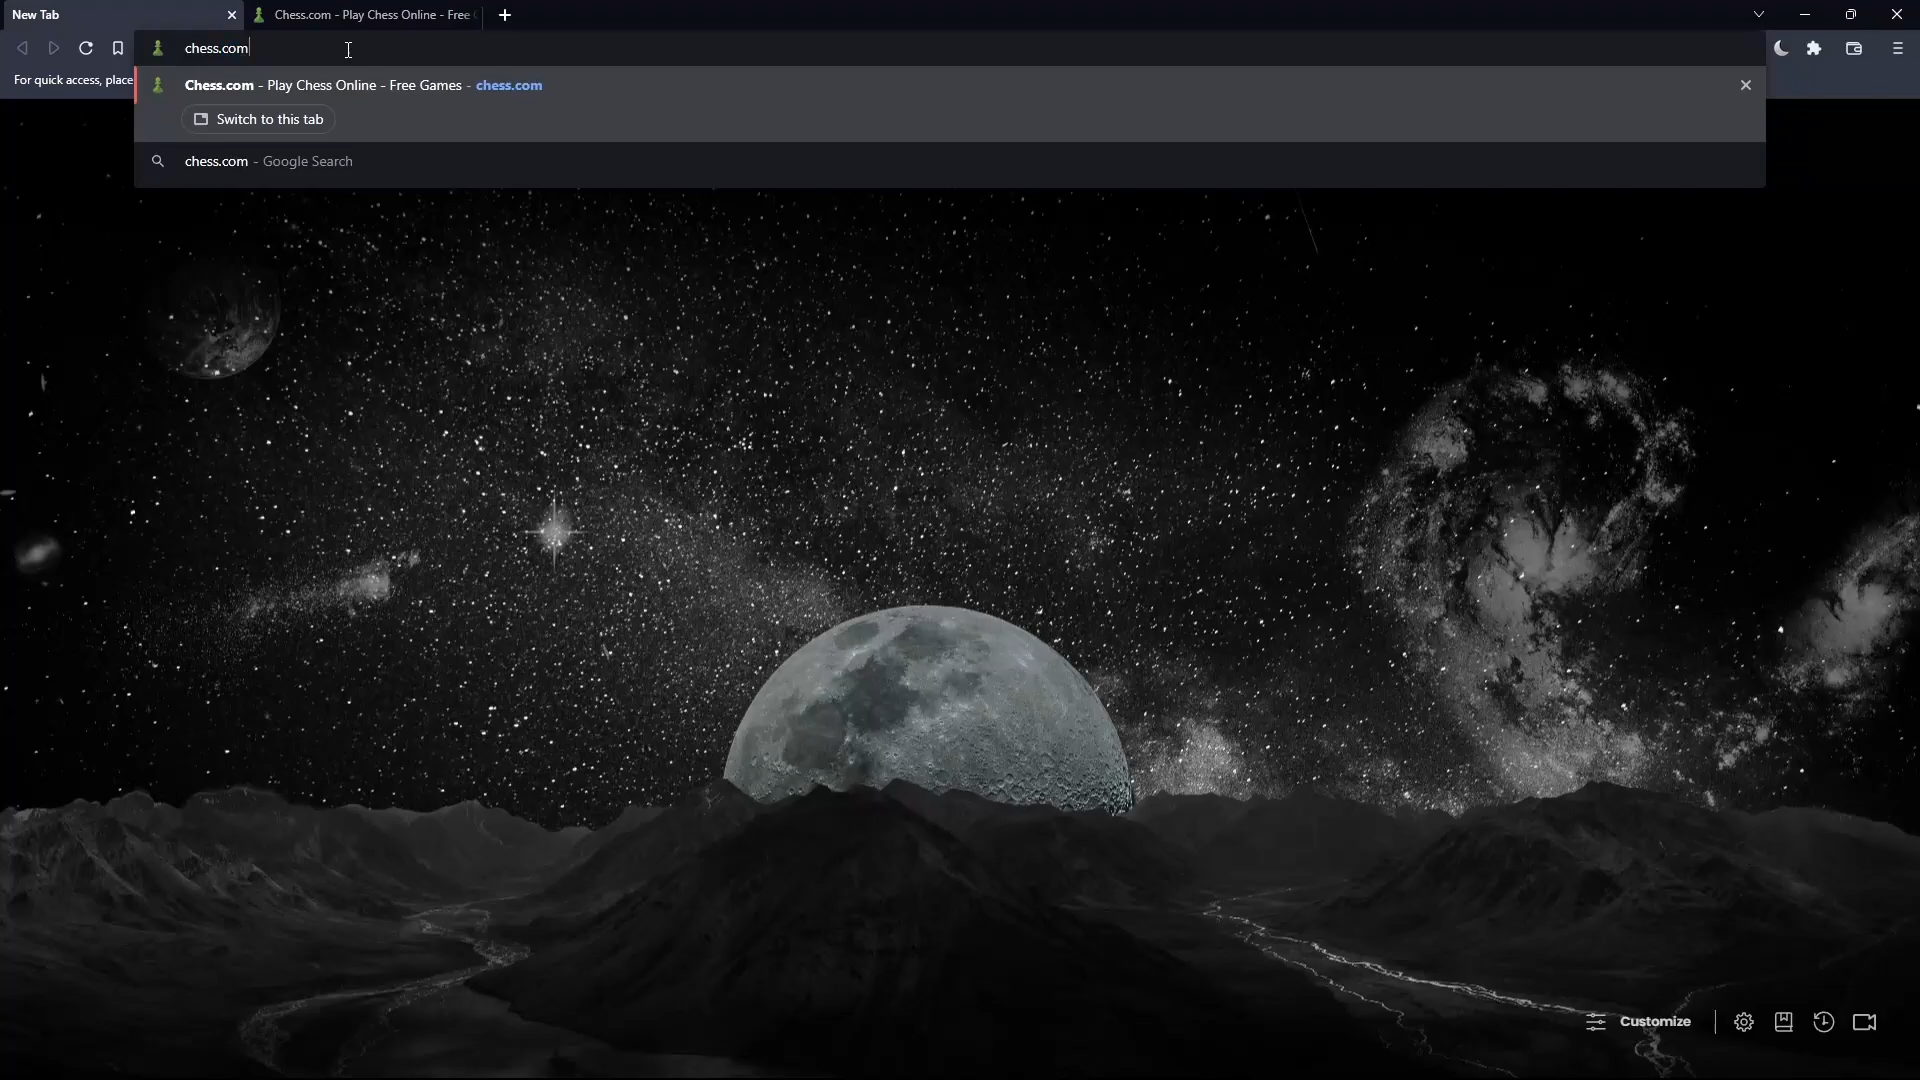 New Tab
Chess.com - Play Chess Online - Free
chess.com
For quick access, place
Chess.com - Play Chess Online - Free Games - chess.com
Switch to this tab
chess.com - Google Search
Customize